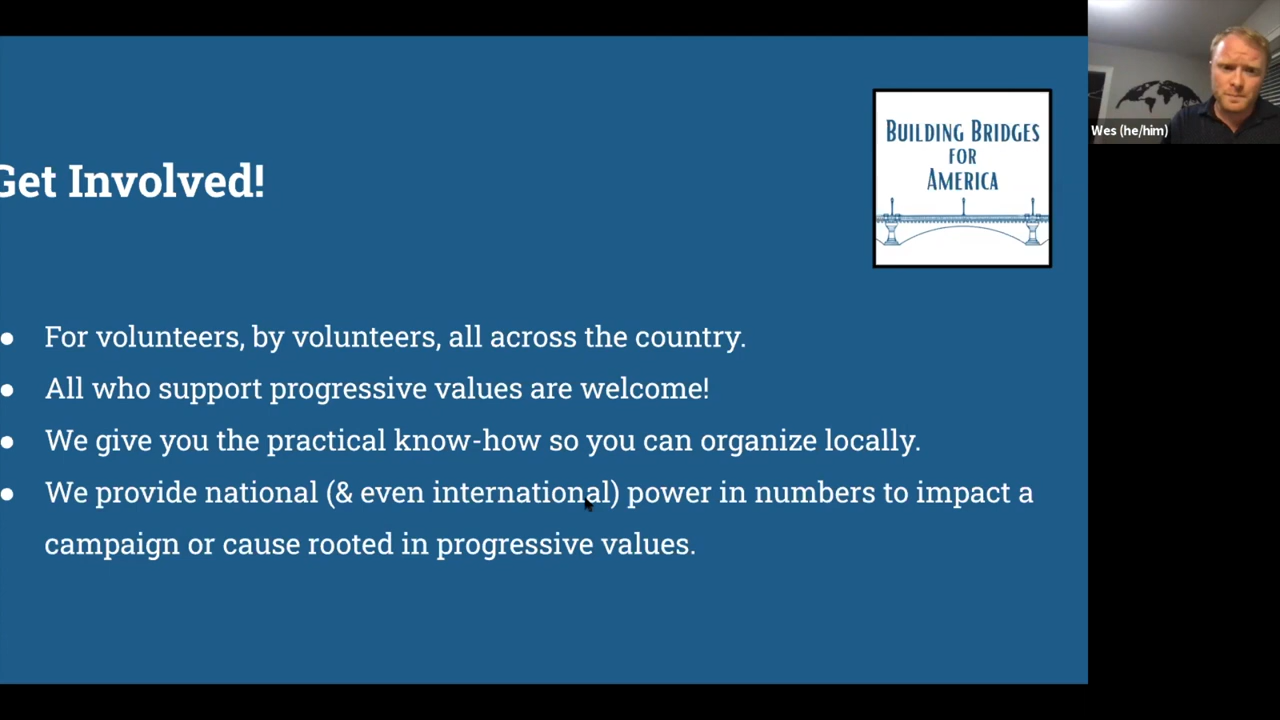 Get Involved!
BUILDING BRIDGES
FOR
AMERICA
• For volunteers, by volunteers, all across the country.
• All who support progressive values are welcome!
• We give you the practical know-how so you can organize locally.
• We provide national (& even international) power in numbers to impact a
campaign or cause rooted in progressive values.
Wes (he/him)